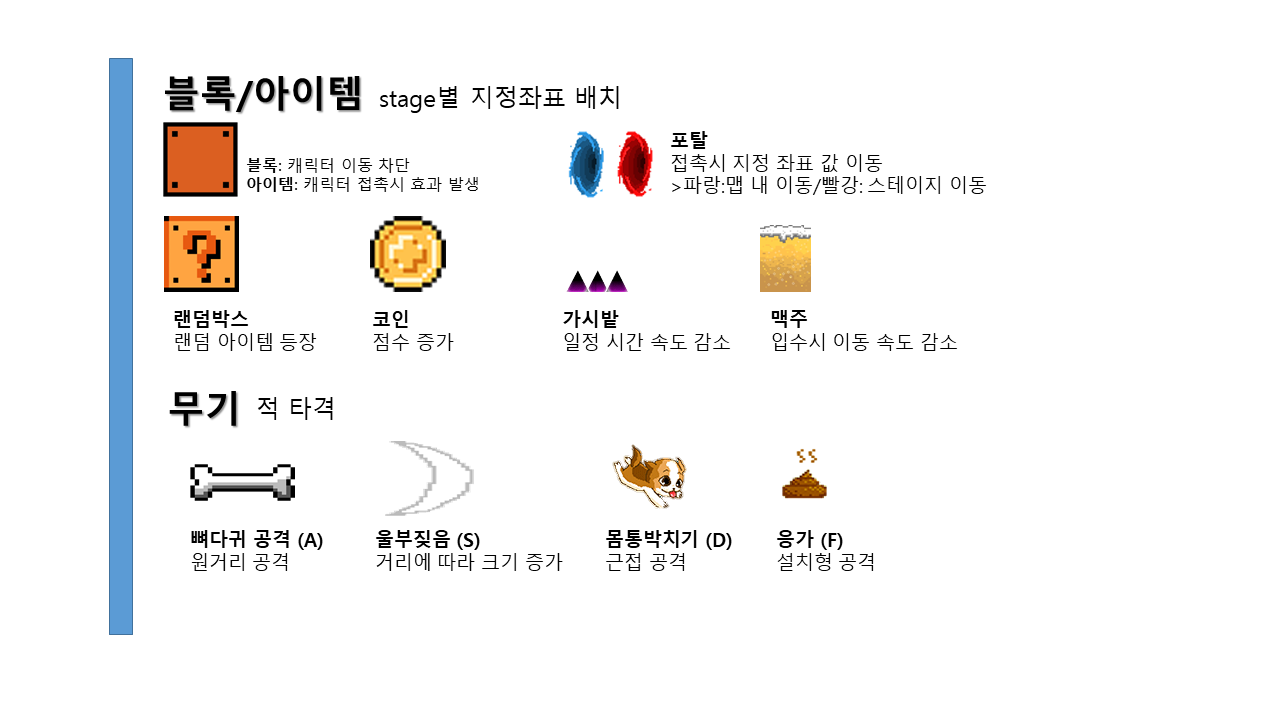 블록/아이템 stage별 지정좌표 배치
블록: 캐릭터 이동 차단
아이템: 캐릭터 접촉시 효과 발생
포탈
접촉시 지정 좌표 값 이동
>파랑:맵 내 이동/빨강: 스테이지 이동
?
랜덤박스
랜덤 아이템 등장
코인
점수 증가
가시밭
일정 시간 속도 감소
맥주
입수시 이동 속도 감소
무기 적 타격
뼈다귀 공격 (A)
원거리 공격
울부짖음 (S)
거리에 따라 크기 증가
몸통박치기 (D)
근접 공격
응가 (F)
설치형 공격